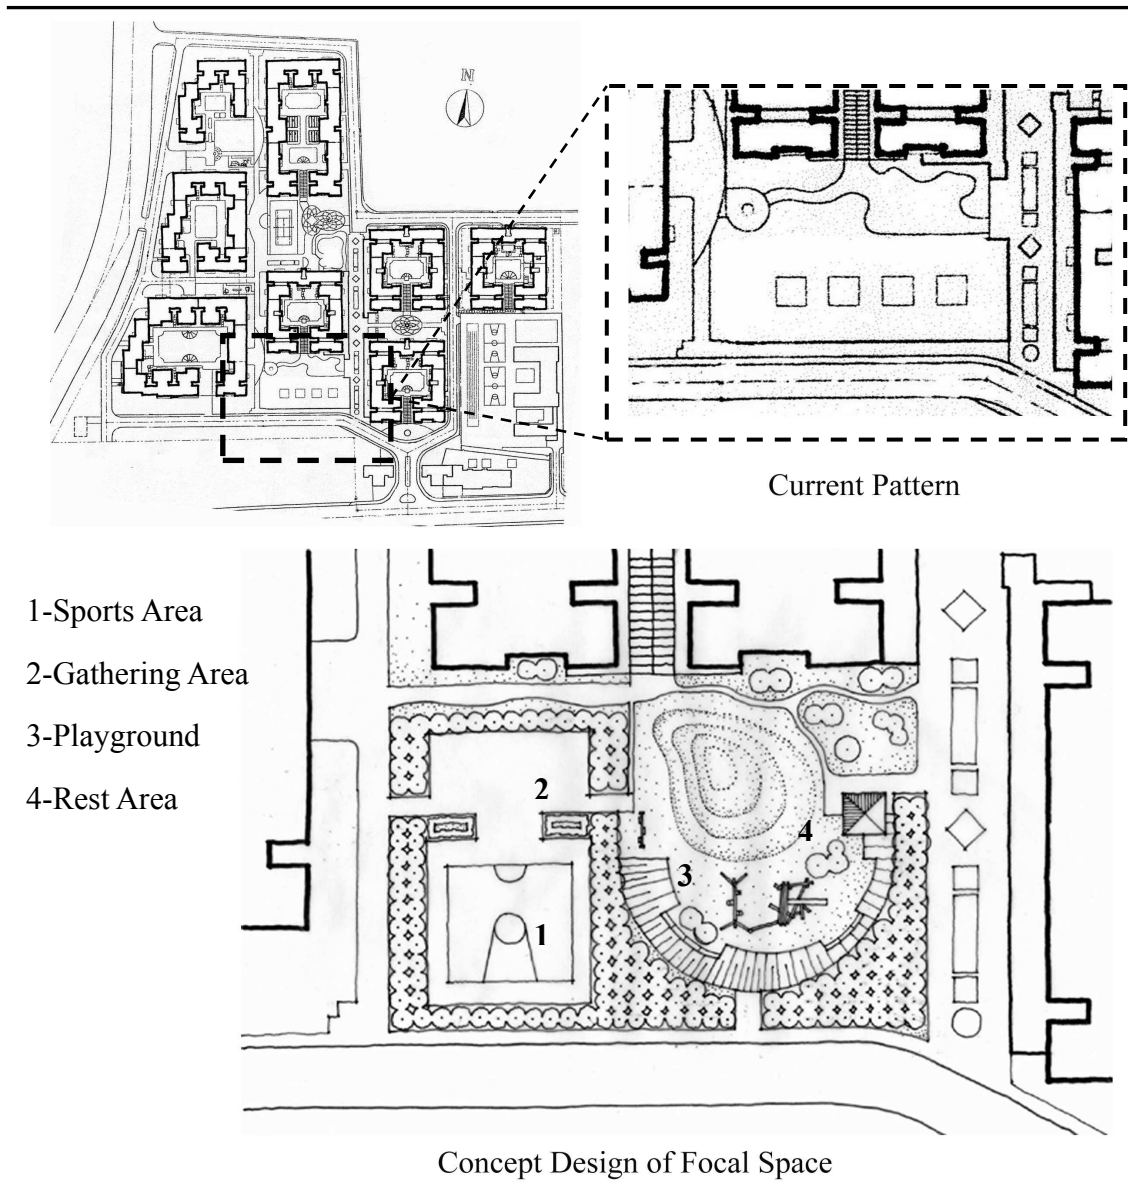 N
Current Pattern
1-Sports Area
2-Gathering Area
3-Playground
4-Rest Area
2
4
3
1
Concept Design of Focal Space